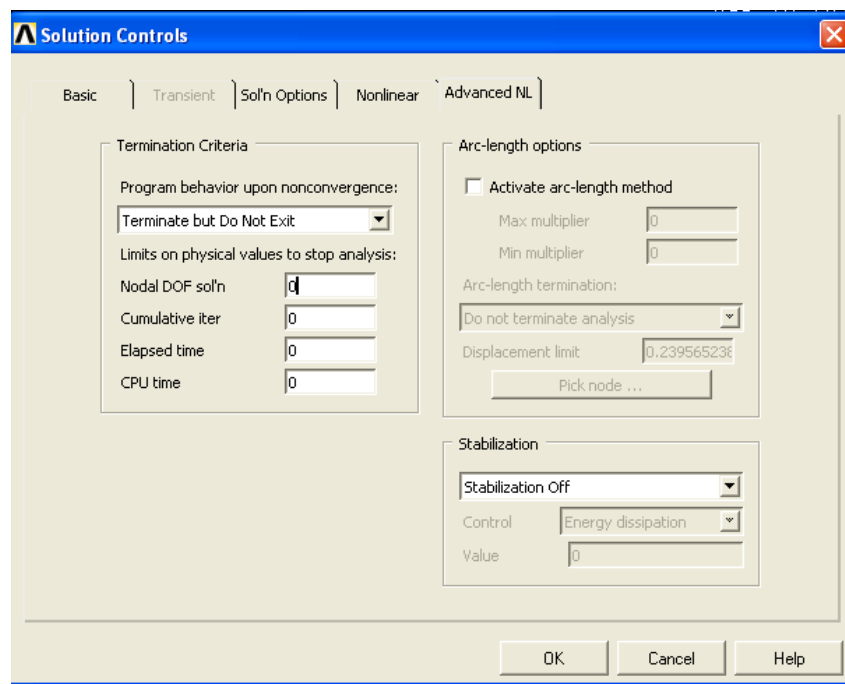 Solution Controls
Basic
Transient
Sol'n Options
Nonlinear
Advanced NL
Termination Criteria
Program behavior upon nonconvergence:
Terminate but Do Not Exit
Limits on physical values to stop analysis:
Nodal DOF sol'n 0
Cumulative iter 0
Elapsed time 0
CPU time 0
Arc-length options
Activate arc-length method
Max multiplier 0
Min multiplier 0
Arc-length termination:
Do not terminate analysis
Displacement limit 0.239565238
Pick node ...
Stabilization
Stabilization Off
Control Energy dissipation
Value 0
OK Cancel Help